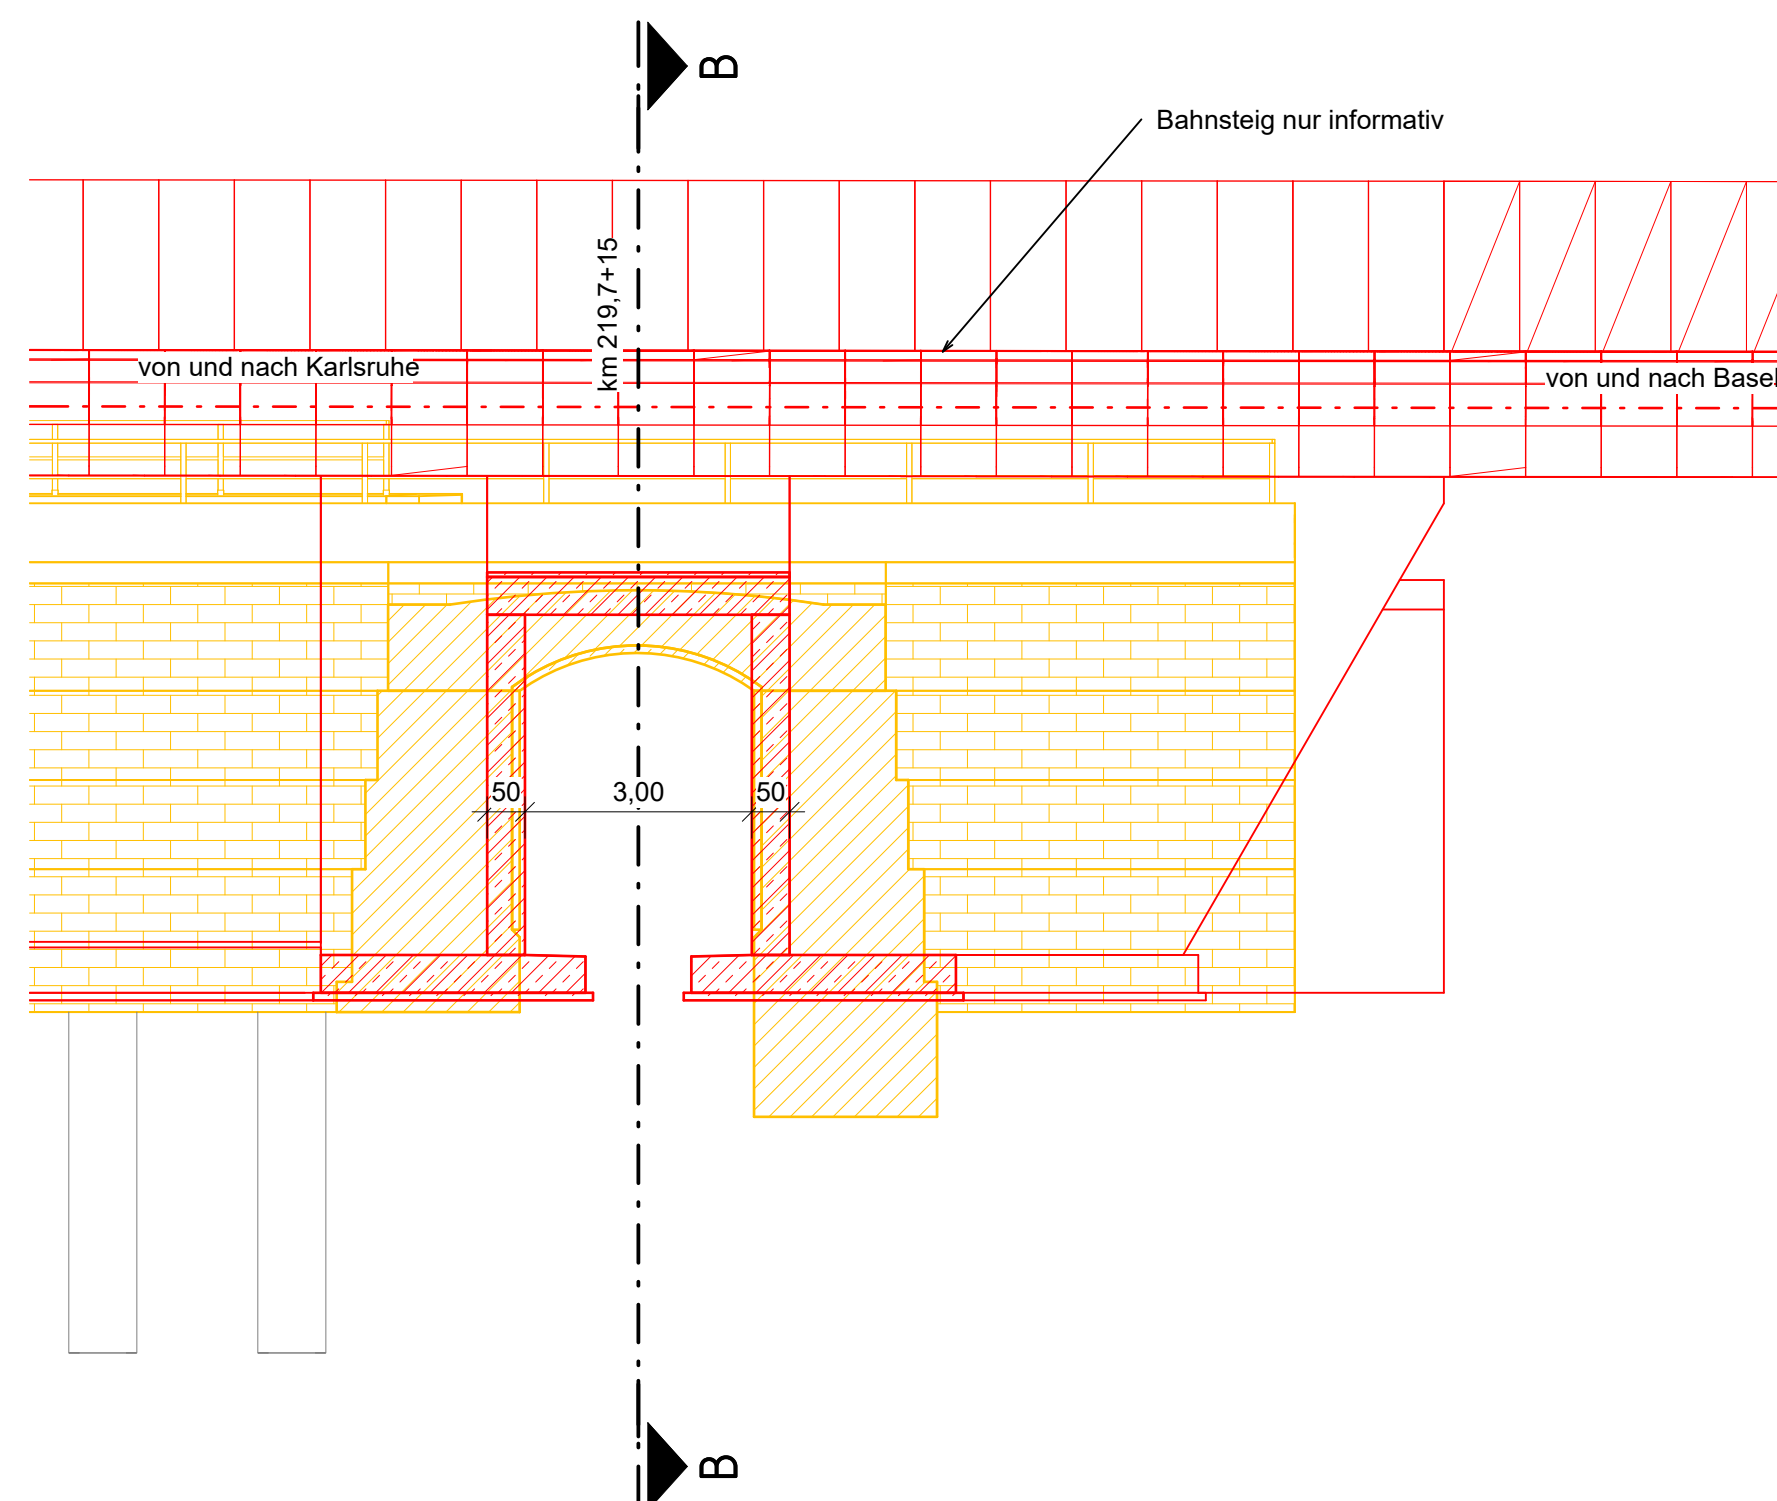 B
Bahnsteig nur informativ
km 219,7+15
von und nach Karlsruhe
von und nach Basel
50
3,00
50
B